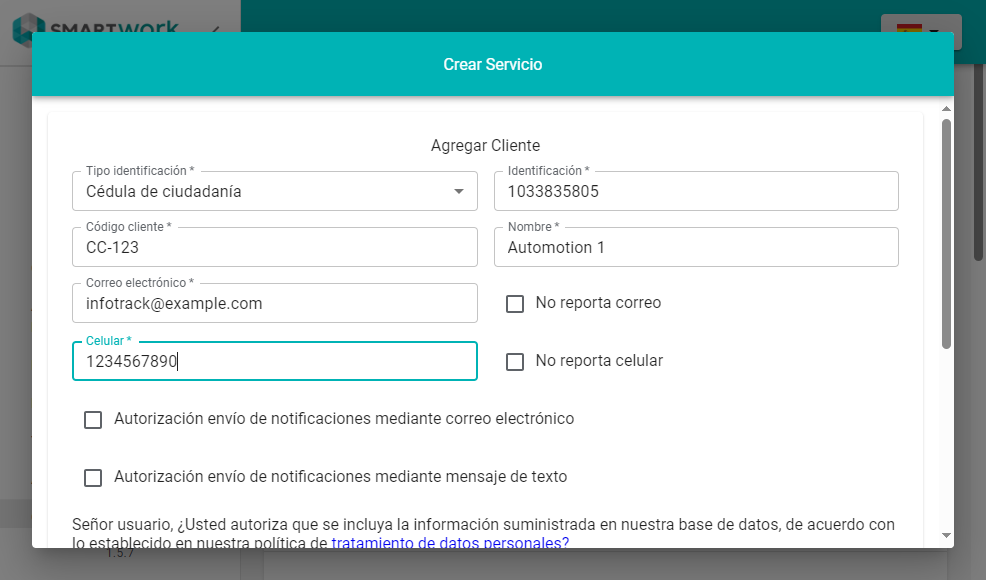 SMARTwork
Crear Servicio
Agregar Cliente
Tipo identificación *
Cédula de ciudadanía
Identificación *
1033835805
Código cliente *
CC-123
Nombre *
Automotion 1
Correo electrónico *
infotrack@example.com
No reporta correo
Celular *
1234567890
No reporta celular
Autorización envío de notificaciones mediante correo electrónico
Autorización envío de notificaciones mediante mensaje de texto
Señor usuario, ¿Usted autoriza que se incluya la información suministrada en nuestra base de datos, de acuerdo con
lo establecido en nuestra política de tratamiento de datos personales?
1.5.7